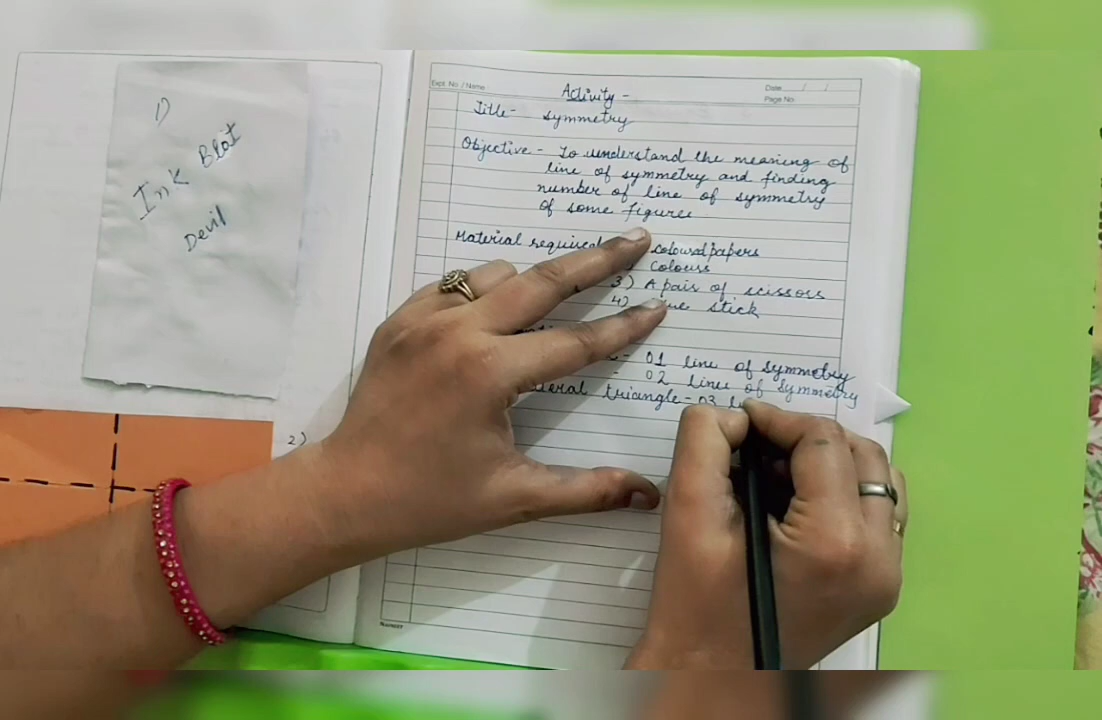 1)
Ink Blot
Devil
2)
Expt. No. / Name
Date
Page No.
Activity -
Title - symmetry
Objective - To understand the meaning of
line of symmetry and finding
number of line of symmetry
of some figures
Material required coloured papers
Colours
3) A pair of scissors
4) stick
- 01 line of symmetry
- 02 lines of symmetry
triangle - 03